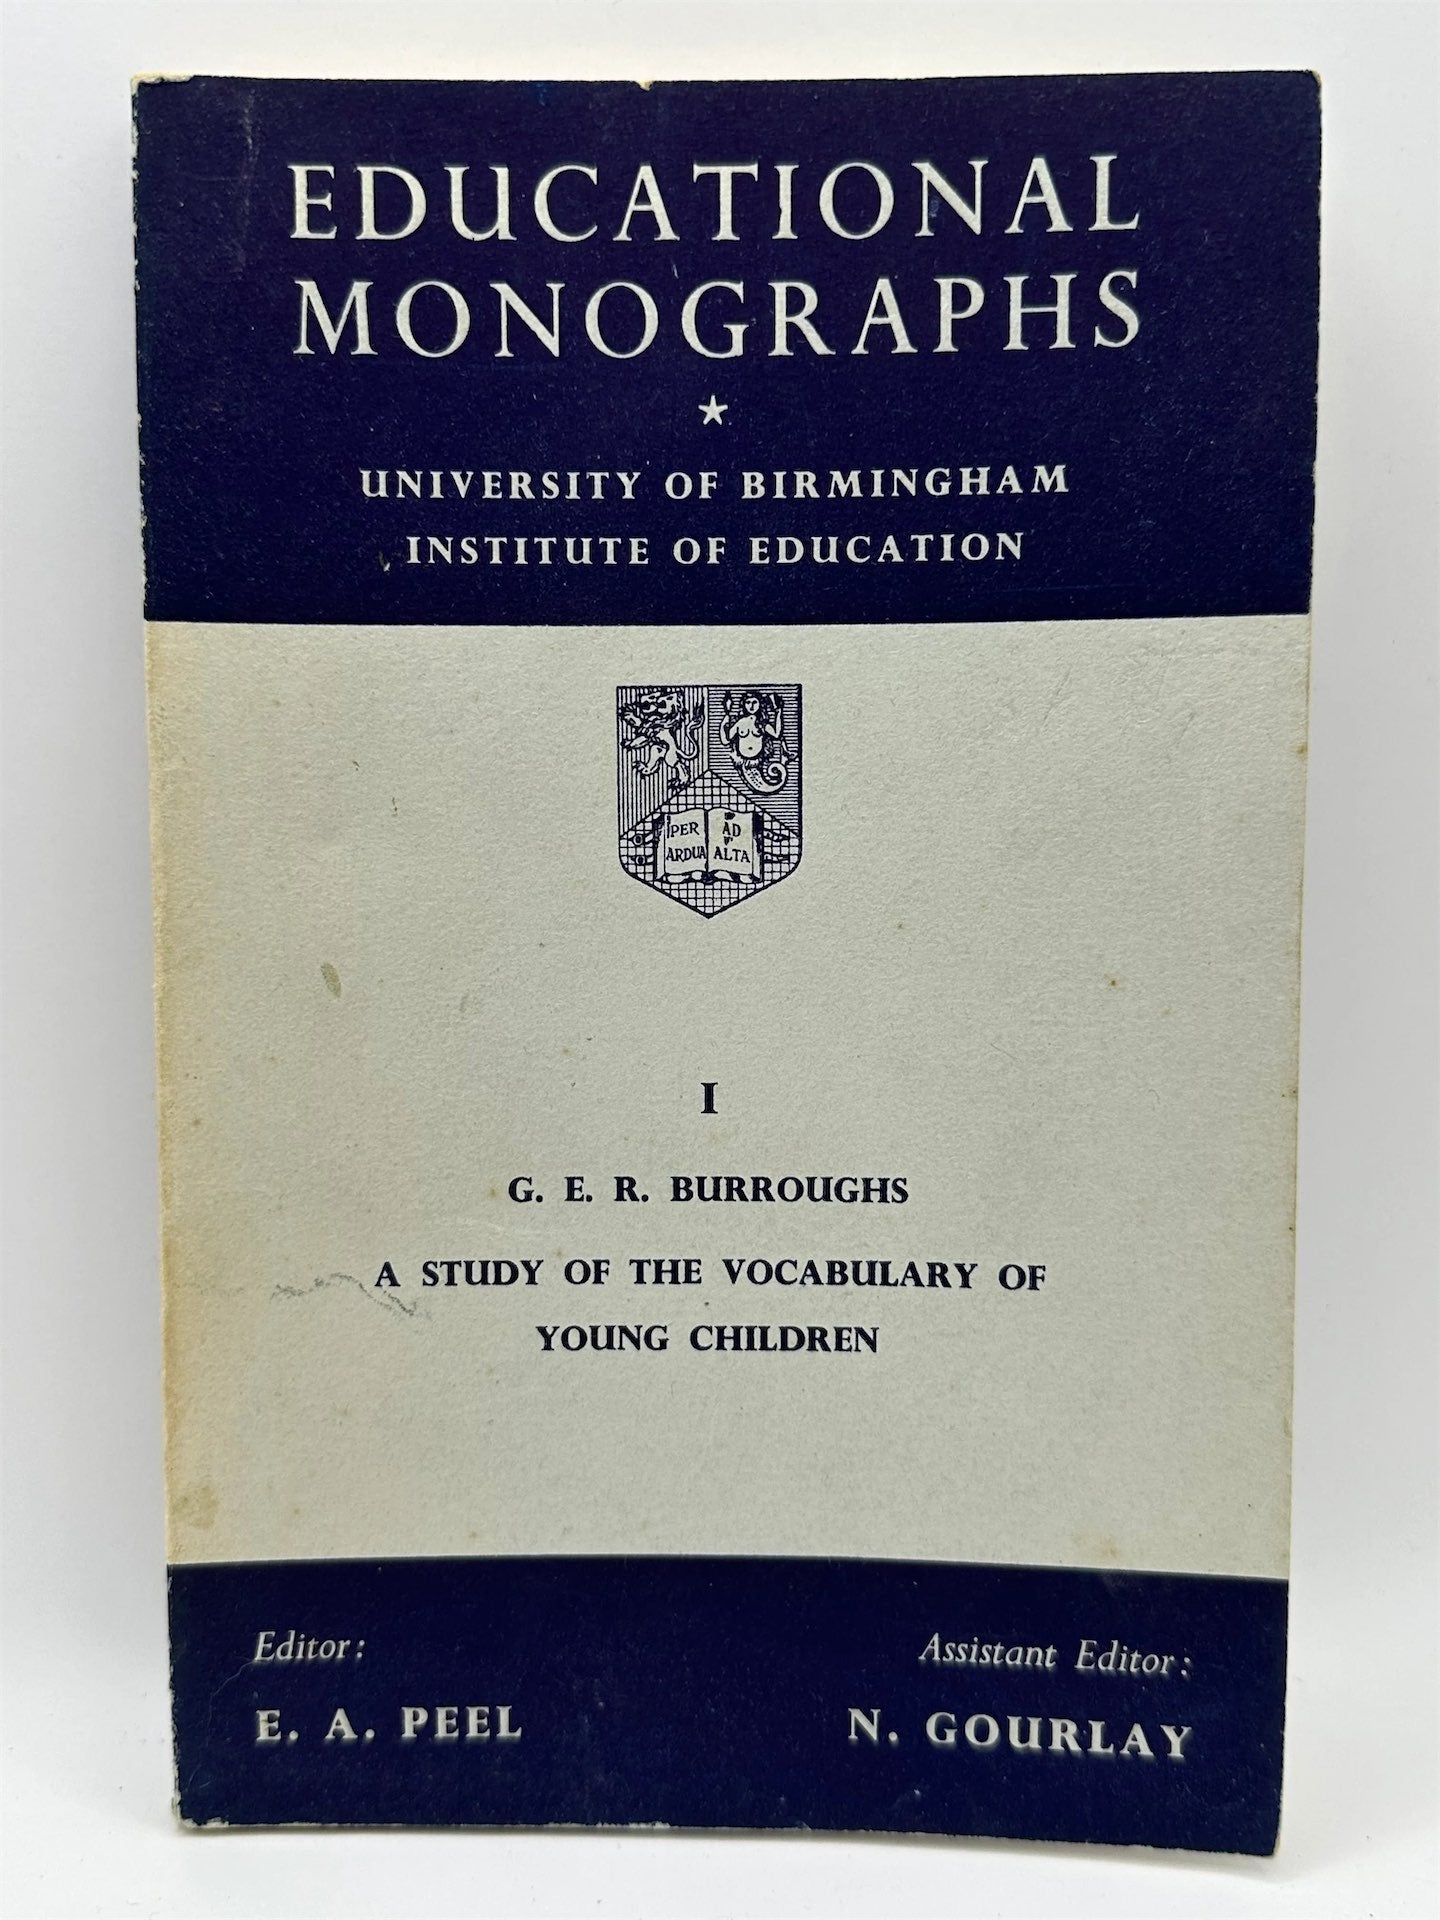 EDUCATIONAL
MONOGRAPHS
UNIVERSITY OF BIRMINGHAM
INSTITUTE OF EDUCATION
PER AD
ARDUA ALTA
I
G. E. R. BURROUGHS
A STUDY OF THE VOCABULARY OF
YOUNG CHILDREN
Editor:
E. A. PEEL
Assistant Editor:
N. GOURLAY